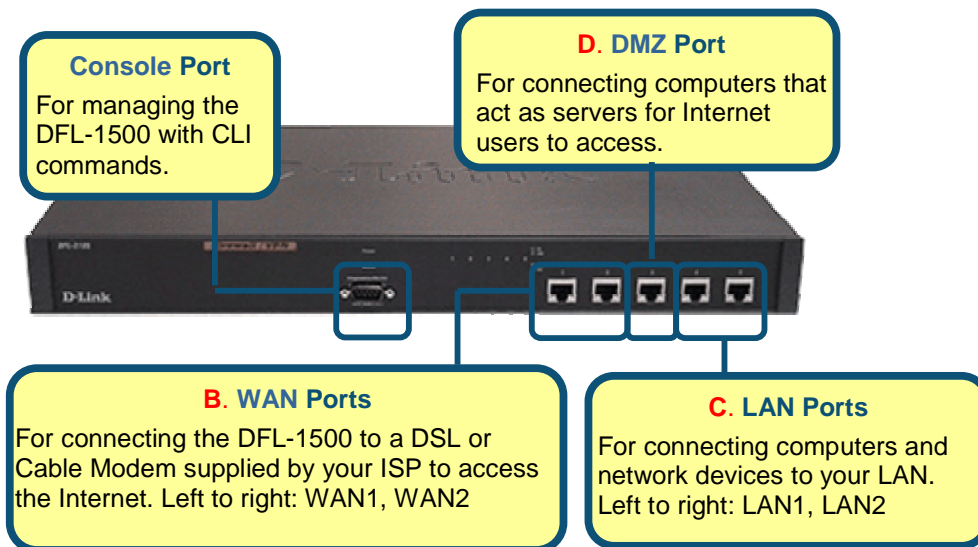 Console Port
For managing the
DFL-1500 with CLI
commands.
D. DMZ Port
For connecting computers that
act as servers for Internet
users to access.
D-Link
B. WAN Ports
For connecting the DFL-1500 to a DSL or
Cable Modem supplied by your ISP to access
the Internet. Left to right: WAN1, WAN2
C. LAN Ports
For connecting computers and
network devices to your LAN.
Left to right: LAN1, LAN2